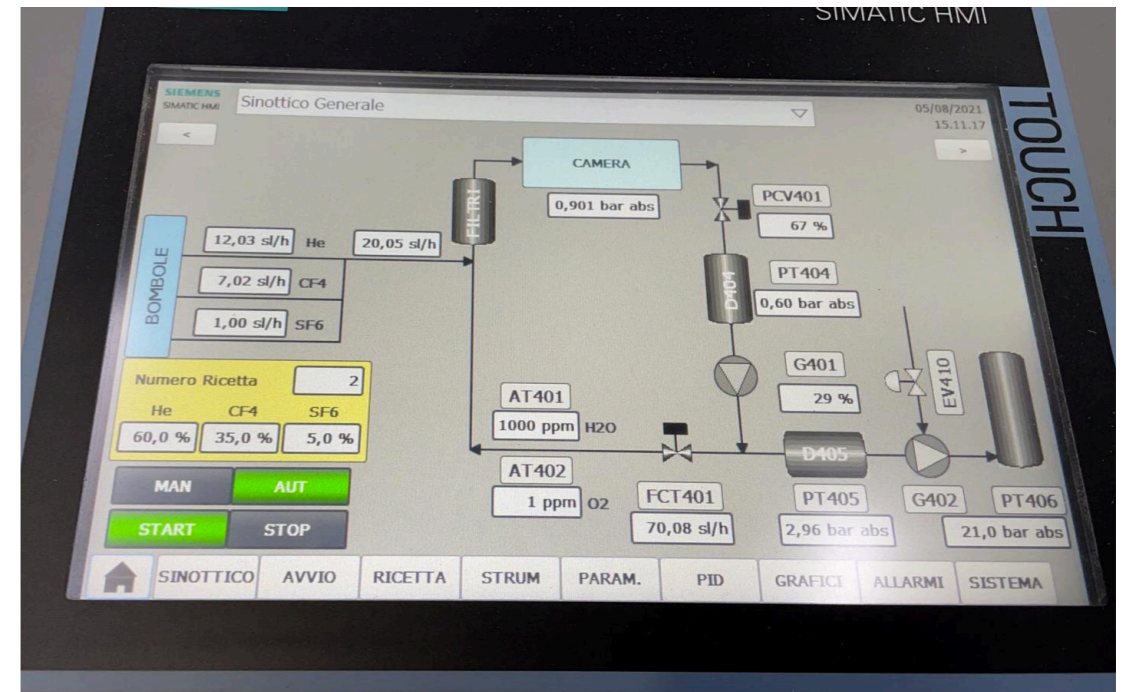 SIMATIC HMI
TOUCH
SIEMENS
SIMATIC HMI
Sinottico Generale
05/08/2021
15.11.17
<
>
CAMERA
0,901 bar abs
FILTRI
PCV401
67 %
BOMBOLE
12,03 sl/h He
20,05 sl/h
7,02 sl/h CF4
1,00 sl/h SF6
D404
PT404
0,60 bar abs
Numero Ricetta 2
He CF4 SF6
60,0 % 35,0 % 5,0 %
G401
29 %
EV410
AT401
1000 ppm H2O
AT402
1 ppm O2
D405
MAN AUT
START STOP
FCT401
70,08 sl/h
PT405
2,96 bar abs
G402
PT406
21,0 bar abs
SINOTTICO AVVIO RICETTA STRUM PARAM. PID GRAFICI ALLARMI SISTEMA